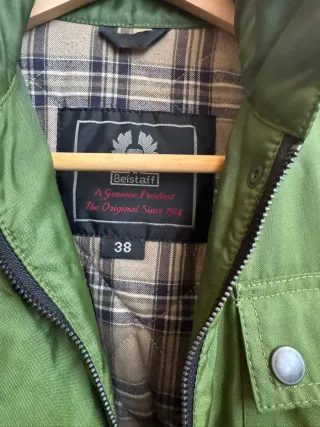 Belstaff
A Genuine Product
The Original Since 1924
38